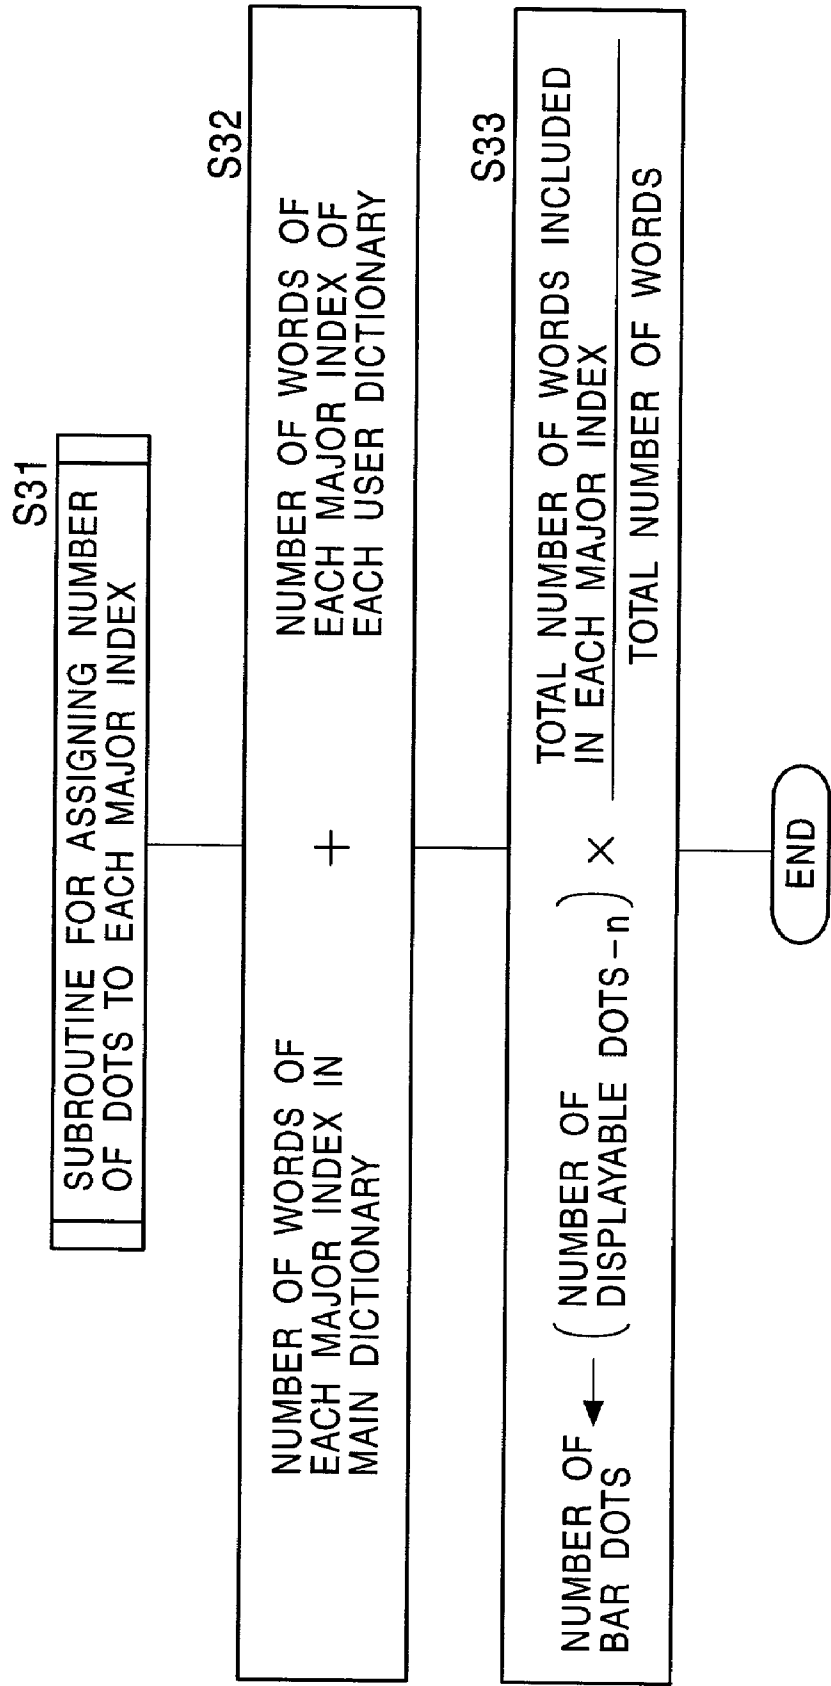 S31
SUBROUTINE FOR ASSIGNING NUMBER
OF DOTS TO EACH MAJOR INDEX
S32
NUMBER OF WORDS OF
EACH MAJOR INDEX IN
MAIN DICTIONARY
+
NUMBER OF WORDS OF
EACH MAJOR INDEX OF
EACH USER DICTIONARY
S33
NUMBER OF
BAR DOTS
←
( NUMBER OF
DISPLAYABLE DOTS-n )
×
TOTAL NUMBER OF WORDS INCLUDED
IN EACH MAJOR INDEX
TOTAL NUMBER OF WORDS
END